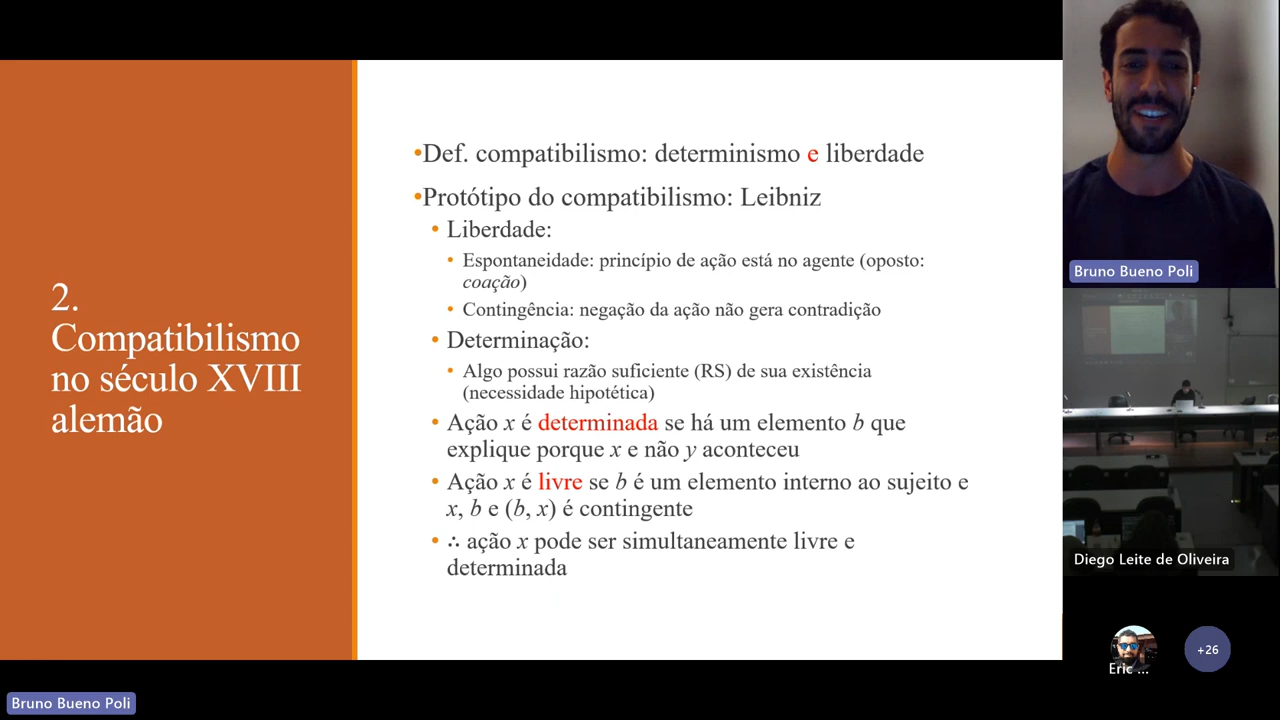 2.
Compatibilismo
no século XVIII
alemão
•Def. compatibilismo: determinismo e liberdade
•Protótipo do compatibilismo: Leibniz
• Liberdade:
• Espontaneidade: princípio de ação está no agente (oposto:
coação)
• Contingência: negação da ação não gera contradição
• Determinação:
• Algo possui razão suficiente (RS) de sua existência
(necessidade hipotética)
• Ação x é determinada se há um elemento b que
explique porque x e não y aconteceu
• Ação x é livre se b é um elemento interno ao sujeito e
x, b e (b, x) é contingente
• ∴ ação x pode ser simultaneamente livre e
determinada
Bruno Bueno Poli
Diego Leite de Oliveira
Eric ...
+26
Bruno Bueno Poli